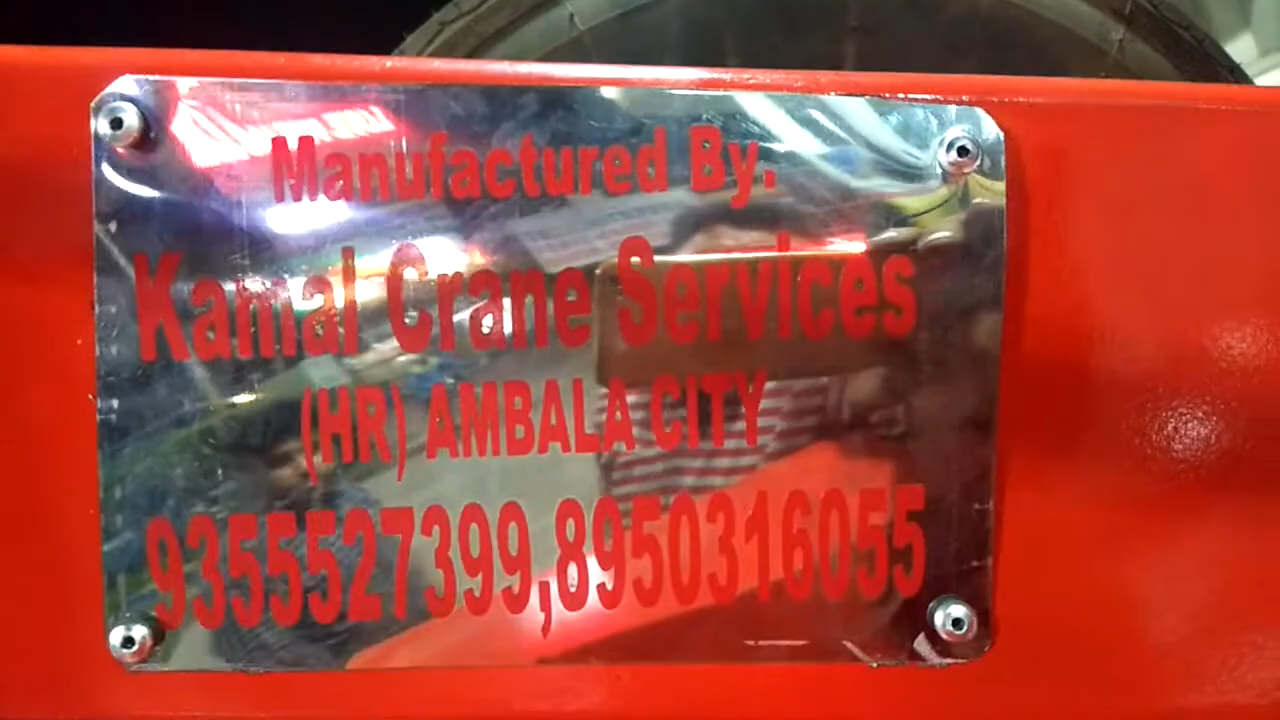 Manufactured By.
Kamal Crane Services
(HR) AMBALA CITY
9355527399,8950316055